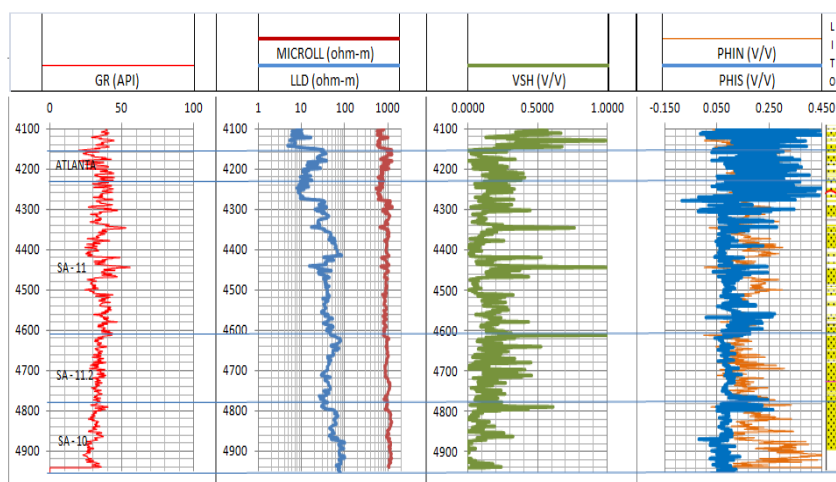 L
I
T
O
MICROLL (ohm-m)
PHIN (V/V)
GR (API)
LLD (ohm-m)
VSH (V/V)
PHIS (V/V)
0 50 100
1 10 100 1000
0.0000 0.5000 1.0000
-0.150 0.050 0.250 0.450
4100 4100 4100 4100
4200 ATLANTA 4200 4200 4200
4300 4300 4300 4300
4400 4400 4400 4400
SA - 11
4500 4500 4500 4500
4600 4600 4600 4600
4700 SA - 11.2 4700 4700 4700
4800 4800 4800 4800
SA - 10
4900 4900 4900 4900